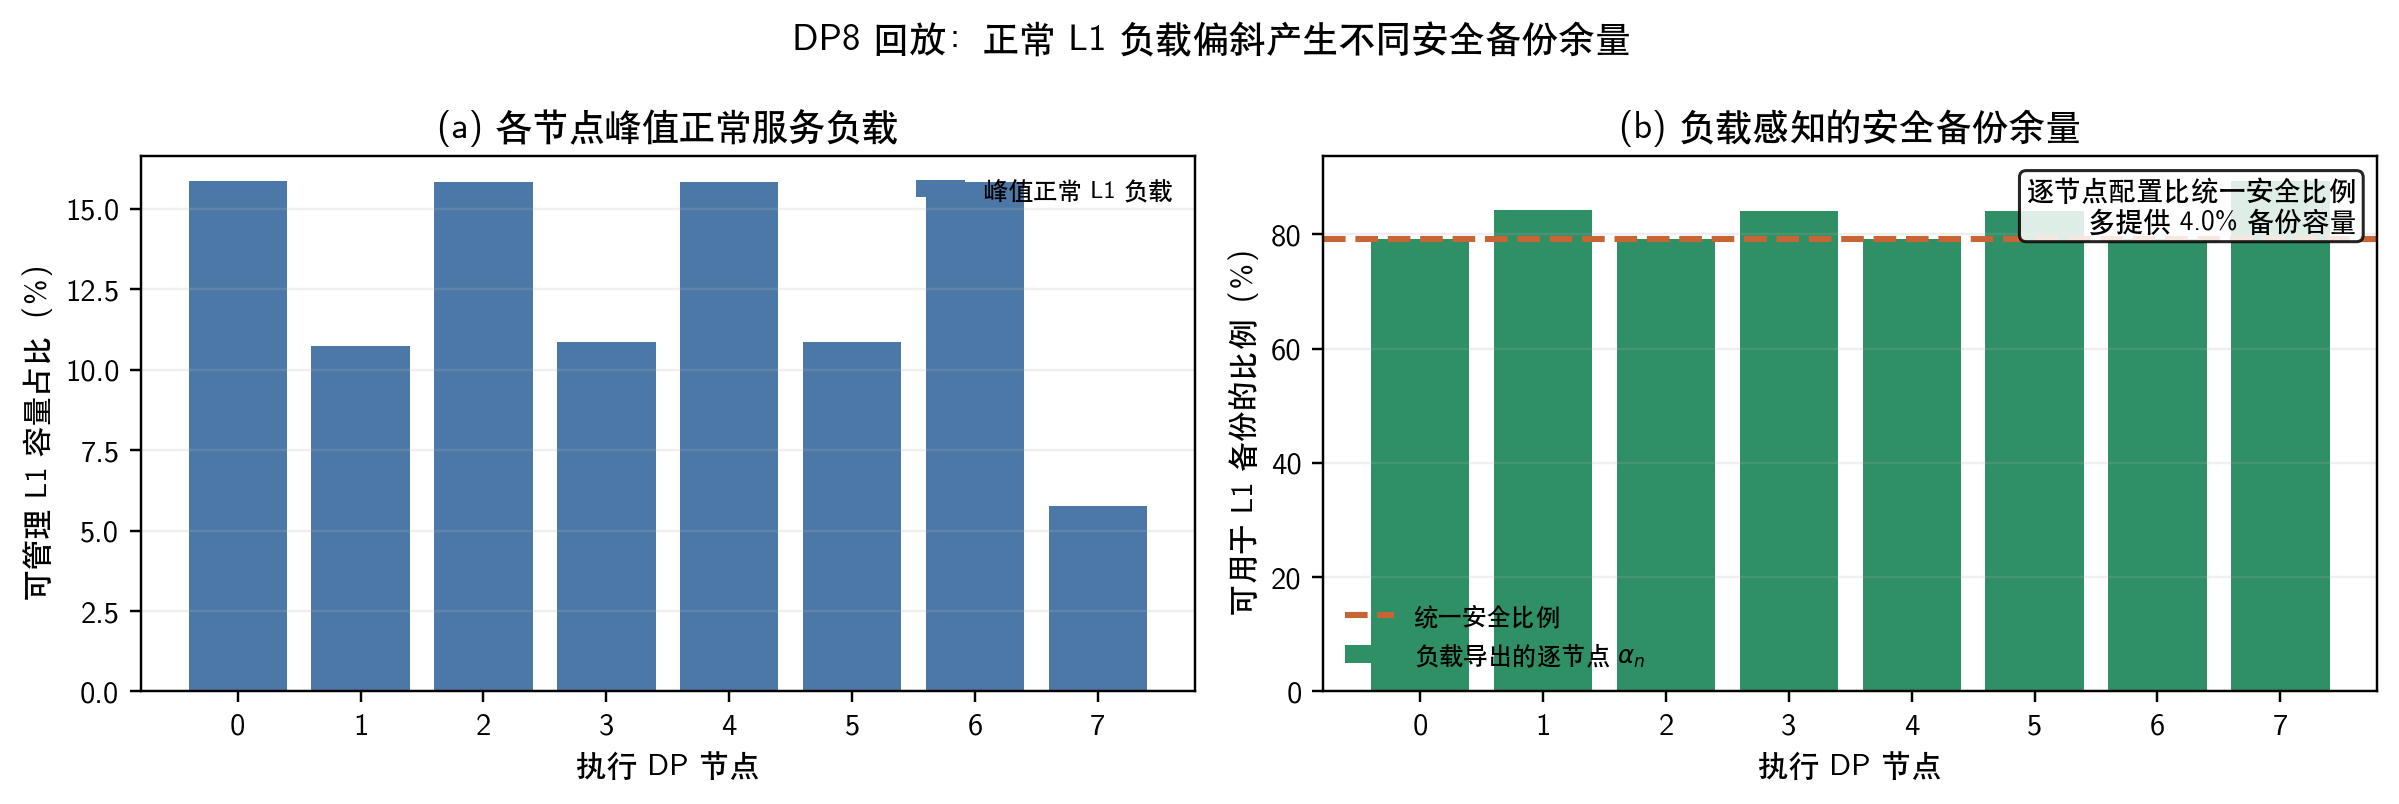 DP8 回放：正常 L1 负载偏斜产生不同安全备份余量
(a) 各节点峰值正常服务负载
可管理 L1 容量占比（%）
15.0
12.5
10.0
7.5
5.0
2.5
0.0
峰值正常 L1 负载
0 1 2 3 4 5 6 7
执行 DP 节点
(b) 负载感知的安全备份余量
可用于 L1 备份的比例（%）
80
60
40
20
0
逐节点配置比统一安全比例
多提供 4.0% 备份容量
统一安全比例
负载导出的逐节点 αₙ
0 1 2 3 4 5 6 7
执行 DP 节点